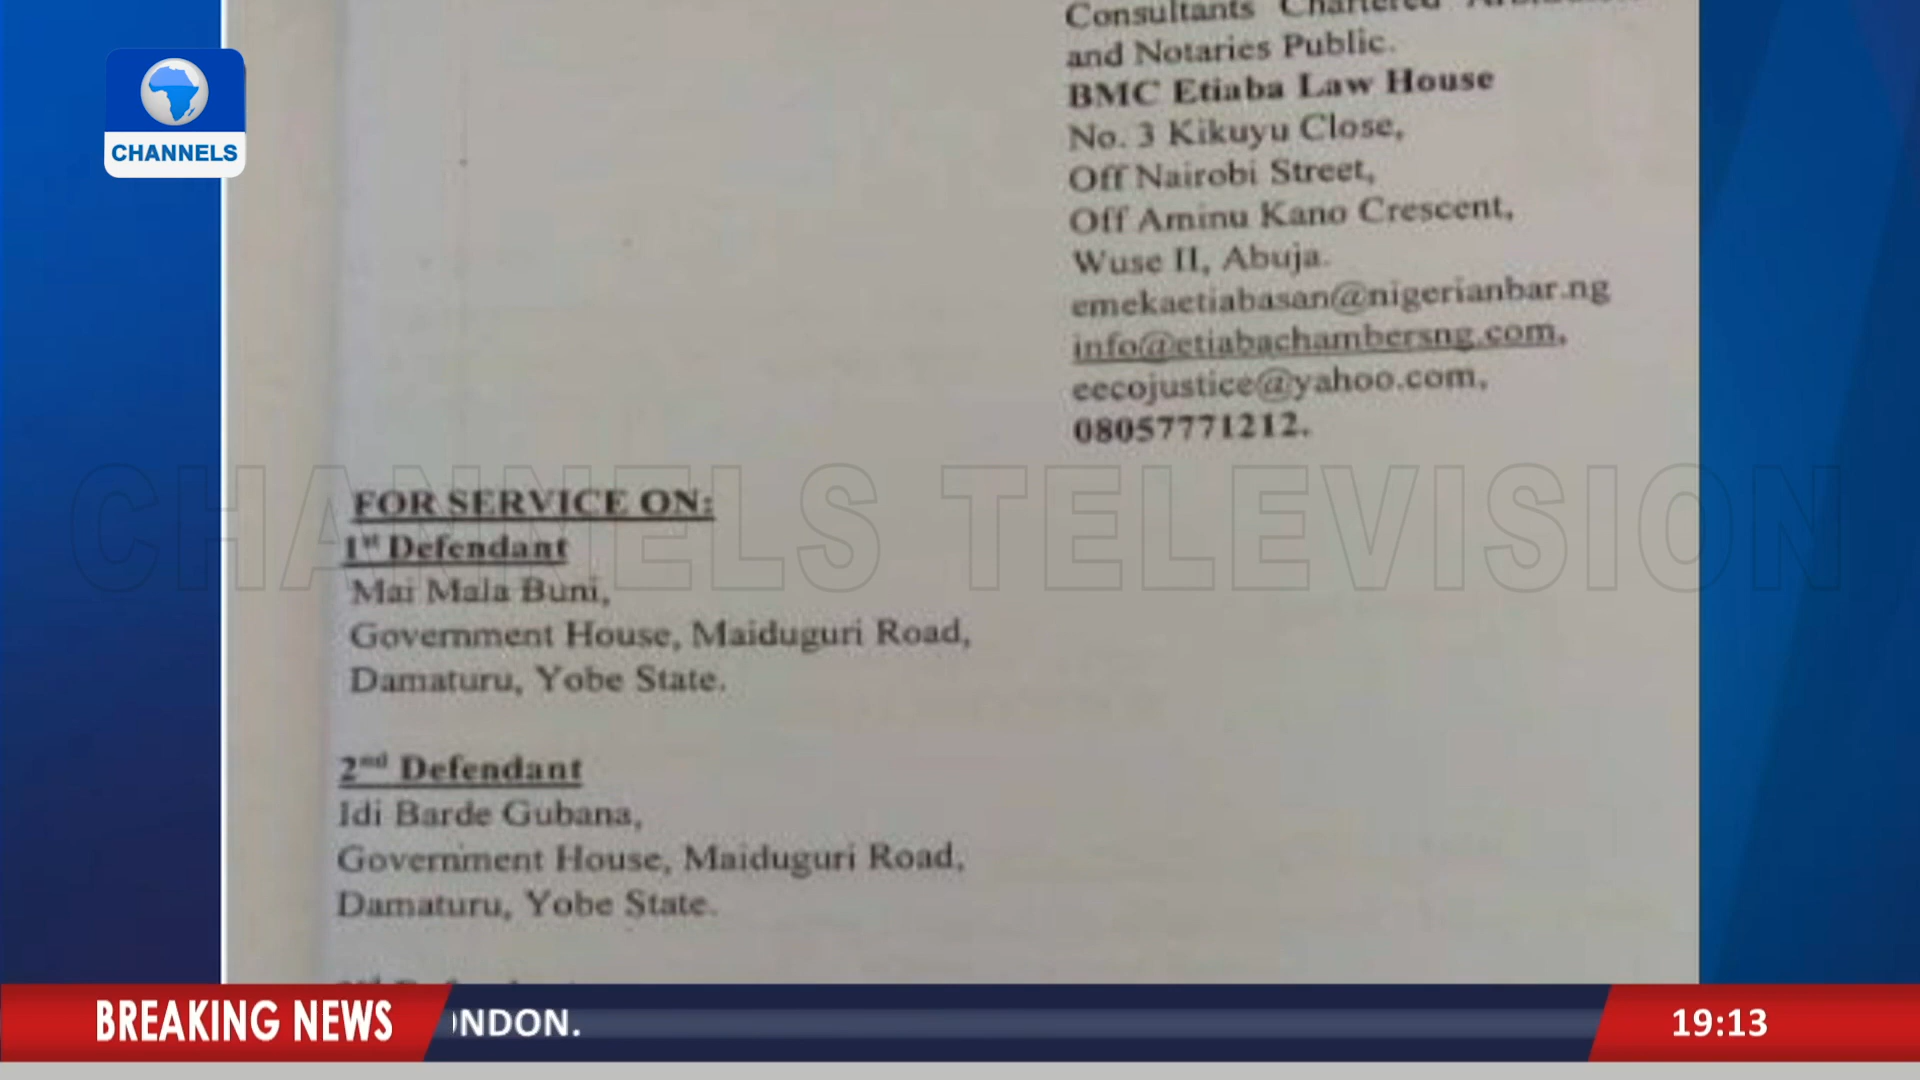 CHANNELS
Consultants Chartered
and Notaries Public.
BMC Etiaba Law House
No. 3 Kikuyu Close,
Off Nairobi Street,
Off Aminu Kano Crescent,
Wuse II, Abuja.
emekaetiabasan@nigerianbar.ng
info@etiabachambersng.com,
eecojustice@yahoo.com,
08057771212.
CHANNELS TELEVISION
FOR SERVICE ON:
1st Defendant
Mai Mala Buni,
Government House, Maiduguri Road,
Damaturu, Yobe State.
2nd Defendant
Idi Barde Gubana,
Government House, Maiduguri Road,
Damaturu, Yobe State.
BREAKING NEWS
ONDON.
19:13